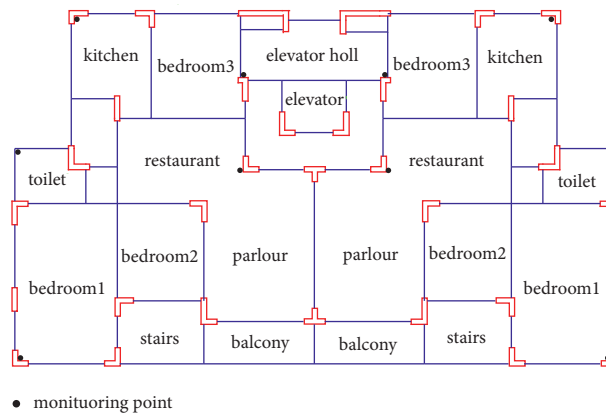 kitchen
bedroom3
elevator holl
bedroom3
kitchen
elevator
restaurant
restaurant
toilet
toilet
bedroom2
parlour
parlour
bedroom2
bedroom1
bedroom1
stairs
balcony
balcony
stairs
monituoring point